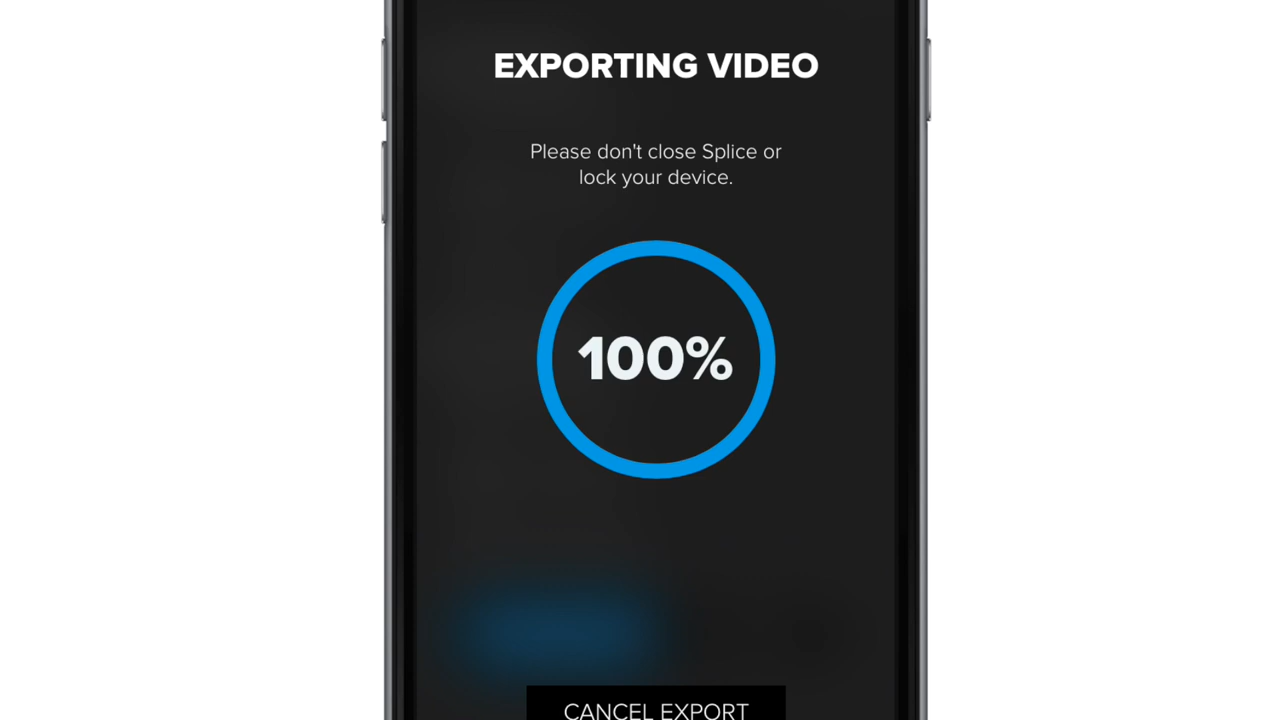 EXPORTING VIDEO
Please don't close Splice or
lock your device.
100%
CANCEL EXPORT